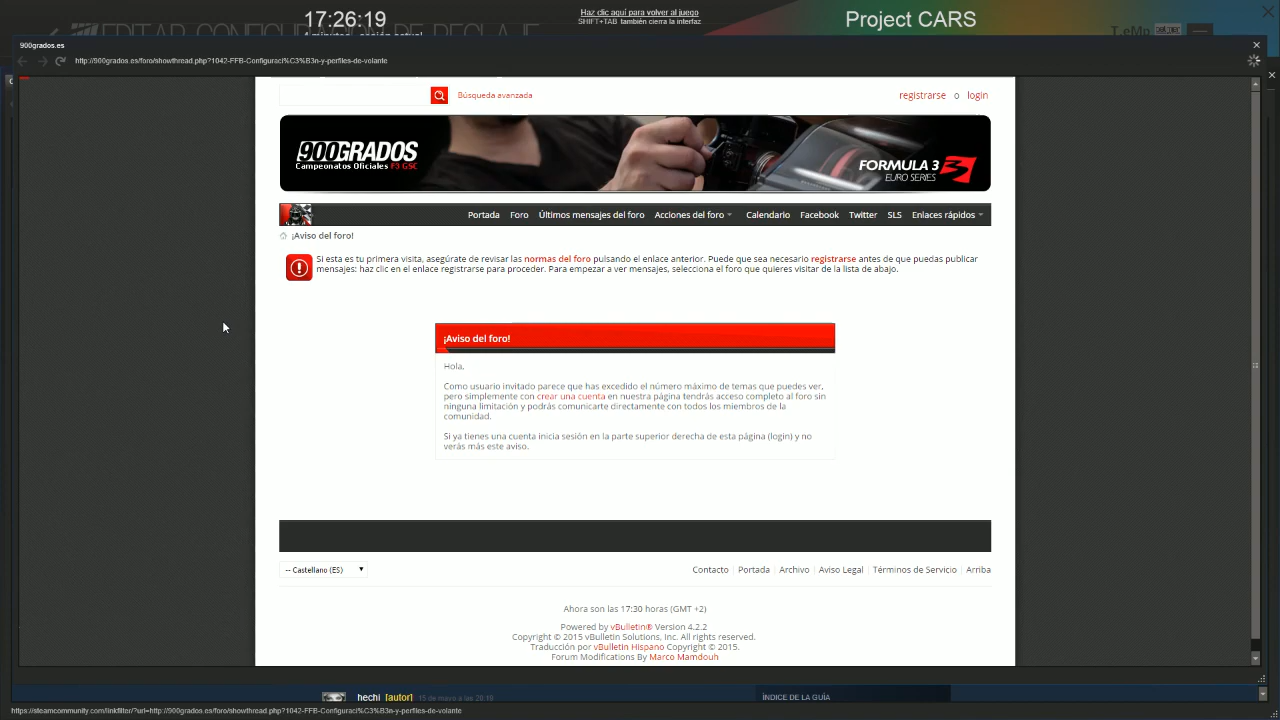 17:26:19
Haz clic aquí para volver al juego
SHIFT+TAB también cierra la interfaz
Project CARS
EDITAR CONFIGURACIÓN DE REGLAJE
900grados.es
http://900grados.es/foro/showthread.php?1042-FFB-Configuraci%C3%B3n-y-perfiles-de-volante
Búsqueda avanzada
registrarse o login
900GRADOS
Campeonatos Oficiales F3 GSC
FORMULA 3
EURO SERIES
Portada Foro Últimos mensajes del foro Acciones del foro Calendario Facebook Twitter SLS Enlaces rápidos
¡Aviso del foro!
Si esta es tu primera visita, asegúrate de revisar las normas del foro pulsando el enlace anterior. Puede que sea necesario registrarse antes de que puedas publicar
mensajes: haz clic en el enlace registrarse para proceder. Para empezar a ver mensajes, selecciona el foro que quieres visitar de la lista de abajo.
¡Aviso del foro!
Hola,
Como usuario invitado parece que has excedido el número máximo de temas que puedes ver,
pero simplemente con crear una cuenta en nuestra página tendrás acceso completo al foro sin
ninguna limitación y podrás comunicarte directamente con todos los miembros de la
comunidad.
Si ya tienes una cuenta inicia sesión en la parte superior derecha de esta página (login) y no
verás más este aviso.
-- Castellano (ES)
Contacto Portada Archivo Aviso Legal Términos de Servicio Arriba
Ahora son las 17:30 horas (GMT +2)
Powered by vBulletin® Version 4.2.2
Copyright © 2015 vBulletin Solutions, Inc. All rights reserved.
Traducción por vBulletin Hispano Copyright © 2015.
Forum Modifications By Marco Mamdouh
hechi [autor] 15 de mayo a las 20:16
ÍNDICE DE LA GUÍA
https://steamcommunity.com/linkfilter/?url=http://900grados.es/foro/showthread.php?1042-FFB-Configuraci%C3%B3n-y-perfiles-de-volante